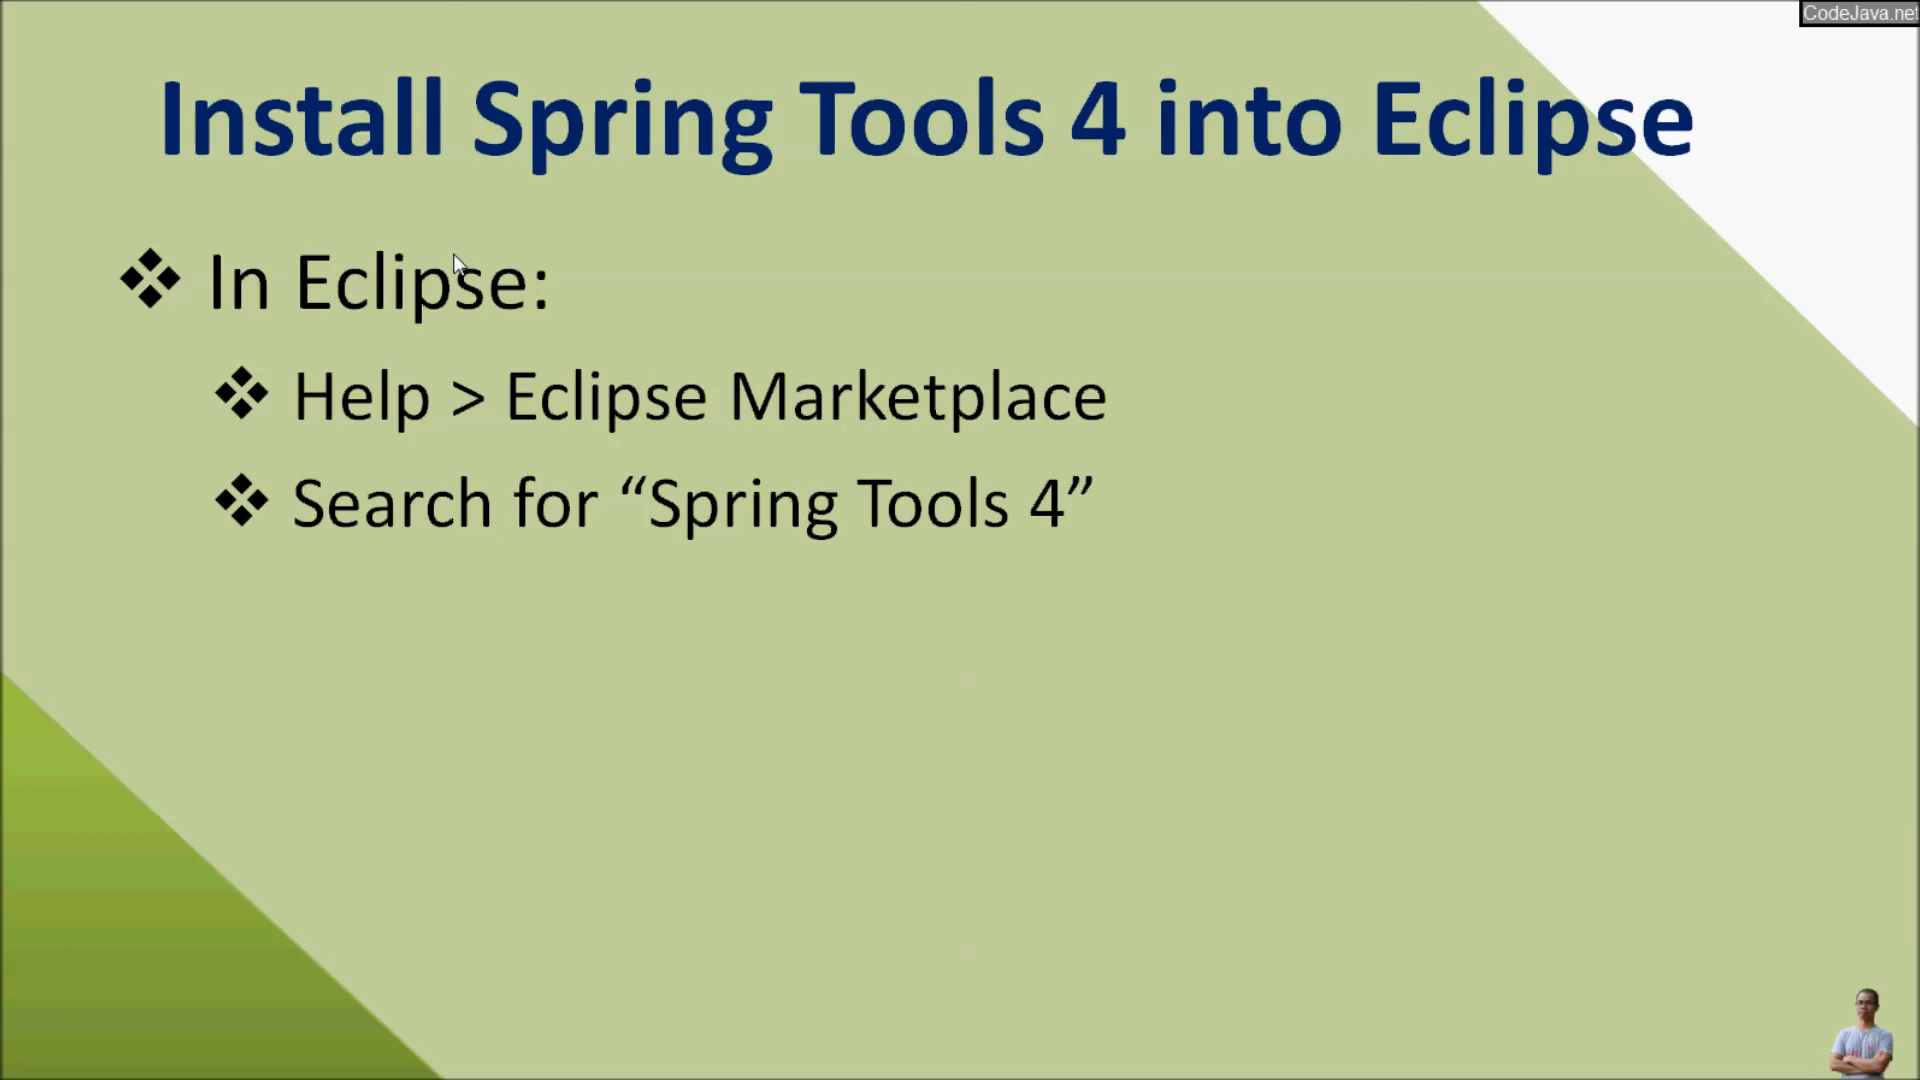 CodeJava.net
Install Spring Tools 4 into Eclipse
In Eclipse:
Help > Eclipse Marketplace
Search for “Spring Tools 4”